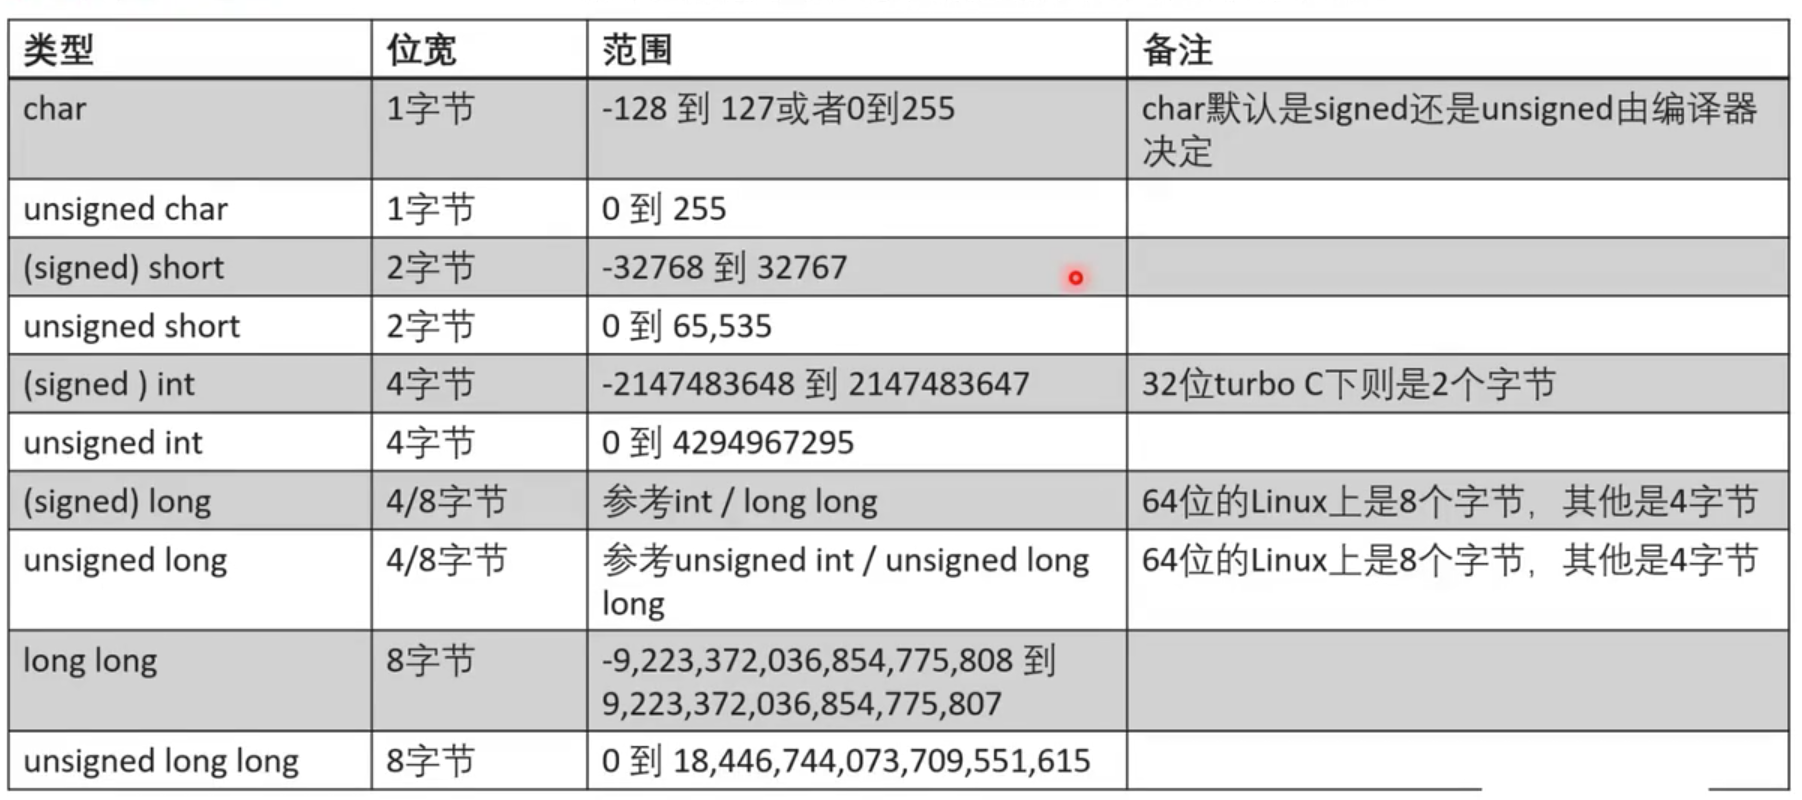 类型 位宽 范围 备注
char 1字节 -128 到 127或者0到255 char默认是signed还是unsigned由编译器
决定
unsigned char 1字节 0 到 255
(signed) short 2字节 -32768 到 32767
unsigned short 2字节 0 到 65,535
(signed ) int 4字节 -2147483648 到 2147483647 32位turbo C下则是2个字节
unsigned int 4字节 0 到 4294967295
(signed) long 4/8字节 参考int / long long 64位的Linux上是8个字节，其他是4字节
unsigned long 4/8字节 参考unsigned int / unsigned long 64位的Linux上是8个字节，其他是4字节
long
long long 8字节 -9,223,372,036,854,775,808 到
9,223,372,036,854,775,807
unsigned long long 8字节 0 到 18,446,744,073,709,551,615